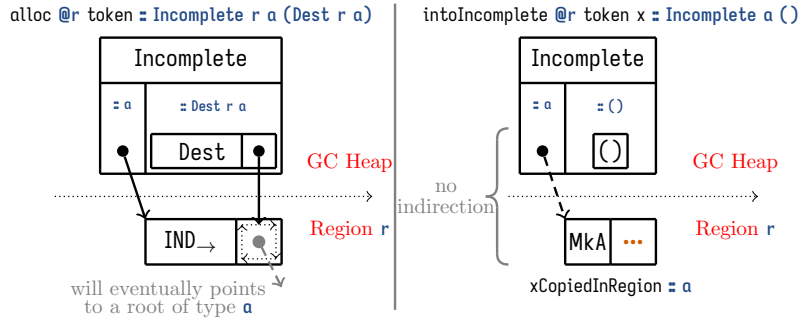 alloc @r token :: Incomplete r a (Dest r a)
Incomplete
:: a
:: Dest r a
Dest
GC Heap
IND→
Region r
will eventually points
to a root of type a
intoIncomplete @r token x :: Incomplete a ()
Incomplete
:: a
:: ()
()
GC Heap
no
indirection
MkA
•••
Region r
xCopiedInRegion :: a